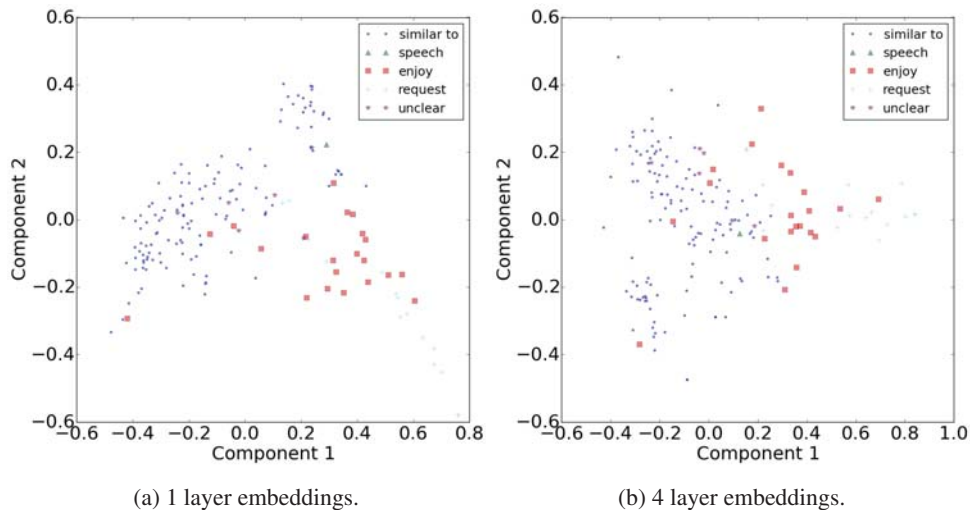 0.6
0.4
0.2
0.0
−0.2
−0.4
−0.6
Component 2
−0.6 −0.4 −0.2 0.0 0.2 0.4 0.6 0.8
Component 1
similar to
speech
enjoy
request
unclear
(a) 1 layer embeddings.
0.6
0.4
0.2
0.0
−0.2
−0.4
−0.6
Component 2
−0.6 −0.4 −0.2 0.0 0.2 0.4 0.6 0.8 1.0
Component 1
similar to
speech
enjoy
request
unclear
(b) 4 layer embeddings.